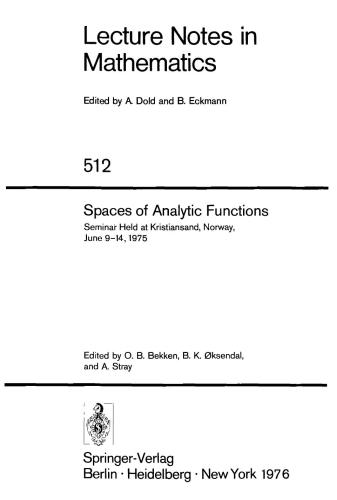 Lecture Notes in
Mathematics
Edited by A. Dold and B. Eckmann
512
Spaces of Analytic Functions
Seminar Held at Kristiansand, Norway,
June 9–14, 1975
Edited by O. B. Bekken, B. K. Øksendal,
and A. Stray
Springer-Verlag
Berlin · Heidelberg · New York 1976